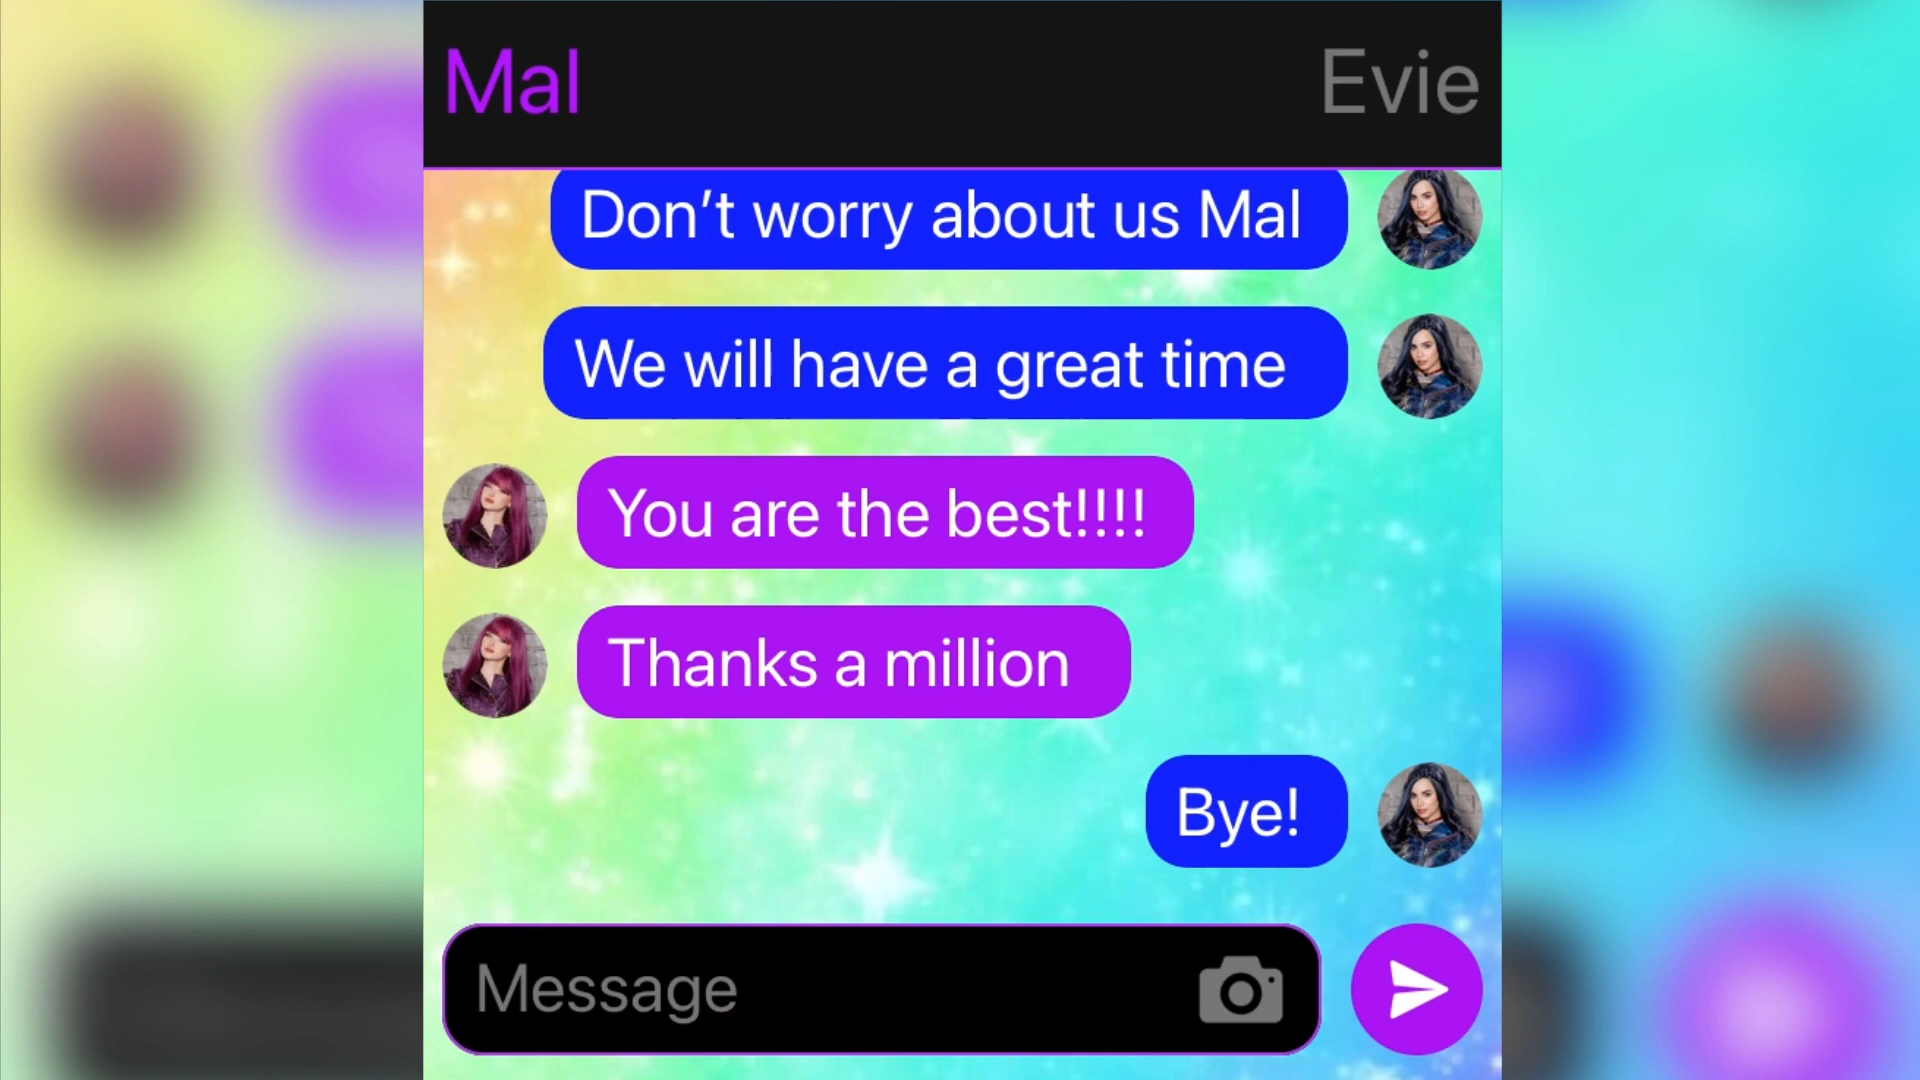 Mal
Evie
Don’t worry about us Mal
We will have a great time
You are the best!!!!
Thanks a million
Bye!
Message